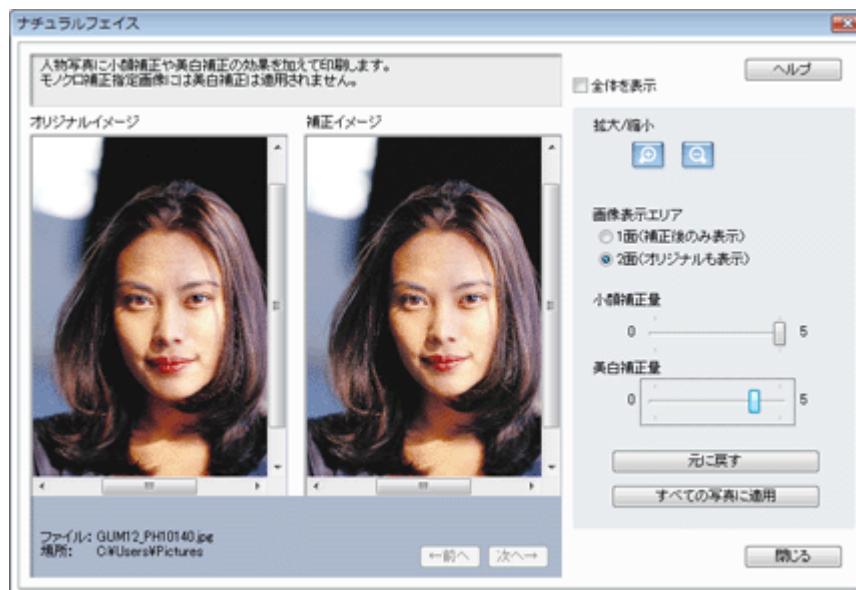 ナチュラルフェイス
人物写真に小顔補正や美白補正の効果を加えて印刷します。
モノクロ補正指定画像には美白補正は適用されません。
ヘルプ
全体を表示
オリジナルイメージ
補正イメージ
拡大/縮小
画像表示エリア
1面(補正後のみ表示)
2面(オリジナルも表示)
小顔補正量
0 5
美白補正量
0 5
元に戻す
すべての写真に適用
ファイル: GUM12_PH10140.jpg
場所: C:¥Users¥Pictures
←前へ 次へ→
閉じる